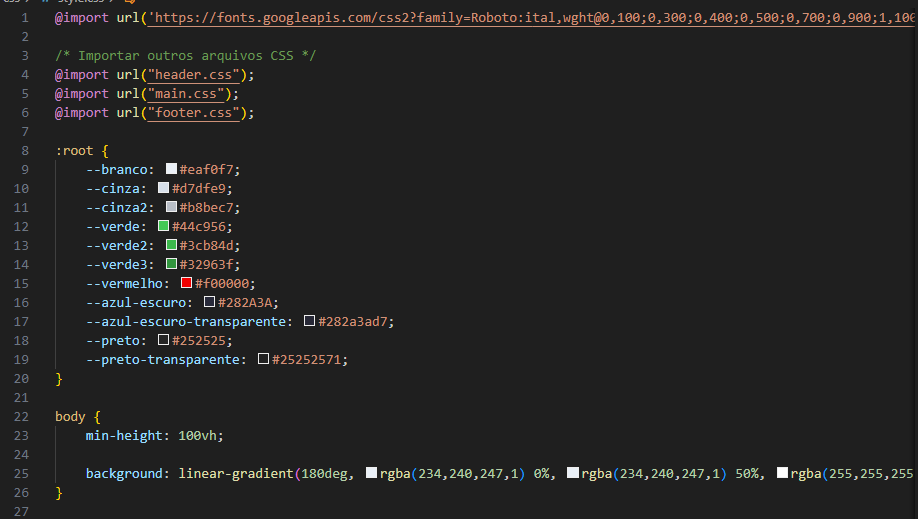 1 @import url('https://fonts.googleapis.com/css2?family=Roboto:ital,wght@0,100;0,300;0,400;0,500;0,700;0,900;1,100
2
3 /* Importar outros arquivos CSS */
4 @import url("header.css");
5 @import url("main.css");
6 @import url("footer.css");
7
8 :root {
9 --branco: #eaf0f7;
10 --cinza: #d7dfe9;
11 --cinza2: #b8bec7;
12 --verde: #44c956;
13 --verde2: #3cb84d;
14 --verde3: #32963f;
15 --vermelho: #f00000;
16 --azul-escuro: #282A3A;
17 --azul-escuro-transparente: #282a3ad7;
18 --preto: #252525;
19 --preto-transparente: #25252571;
20 }
21
22 body {
23 min-height: 100vh;
24
25 background: linear-gradient(180deg, rgba(234,240,247,1) 0%, rgba(234,240,247,1) 50%, rgba(255,255,255
26 }
27